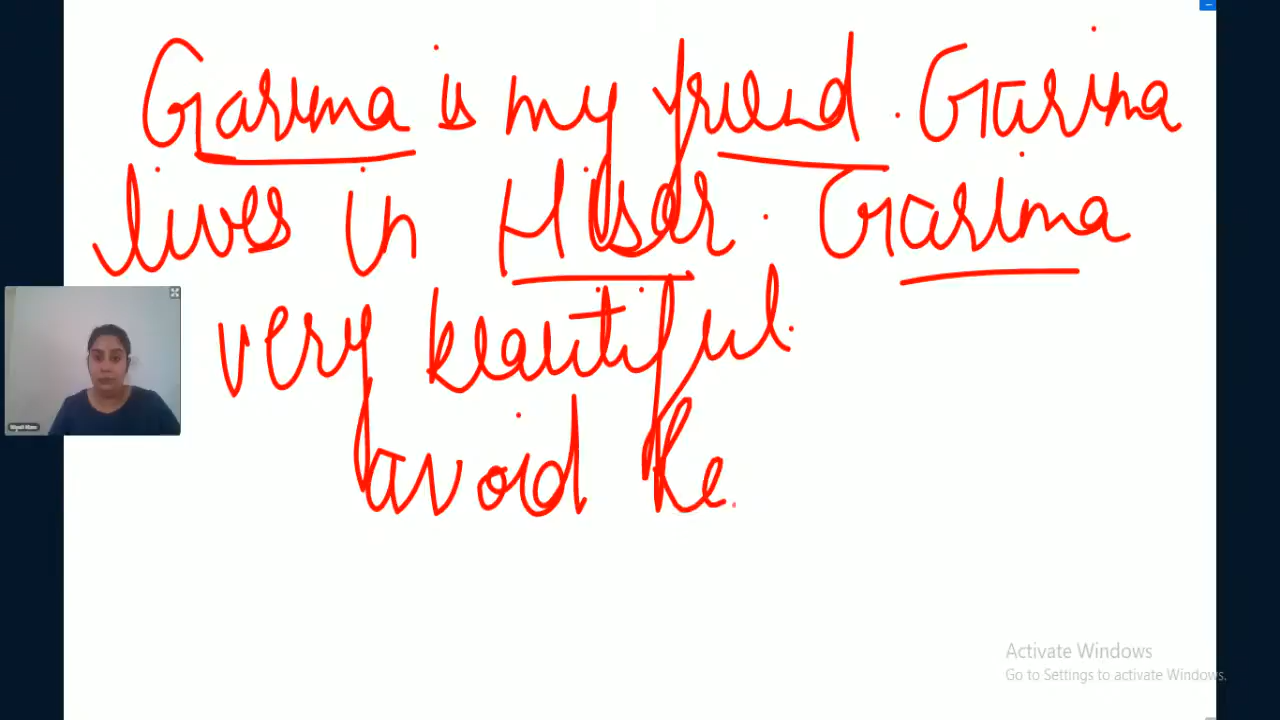 Garima is my friend. Garima
lives in Hisar. Garima
very beautiful.
avoid Re
Activate Windows
Go to Settings to activate Windows.